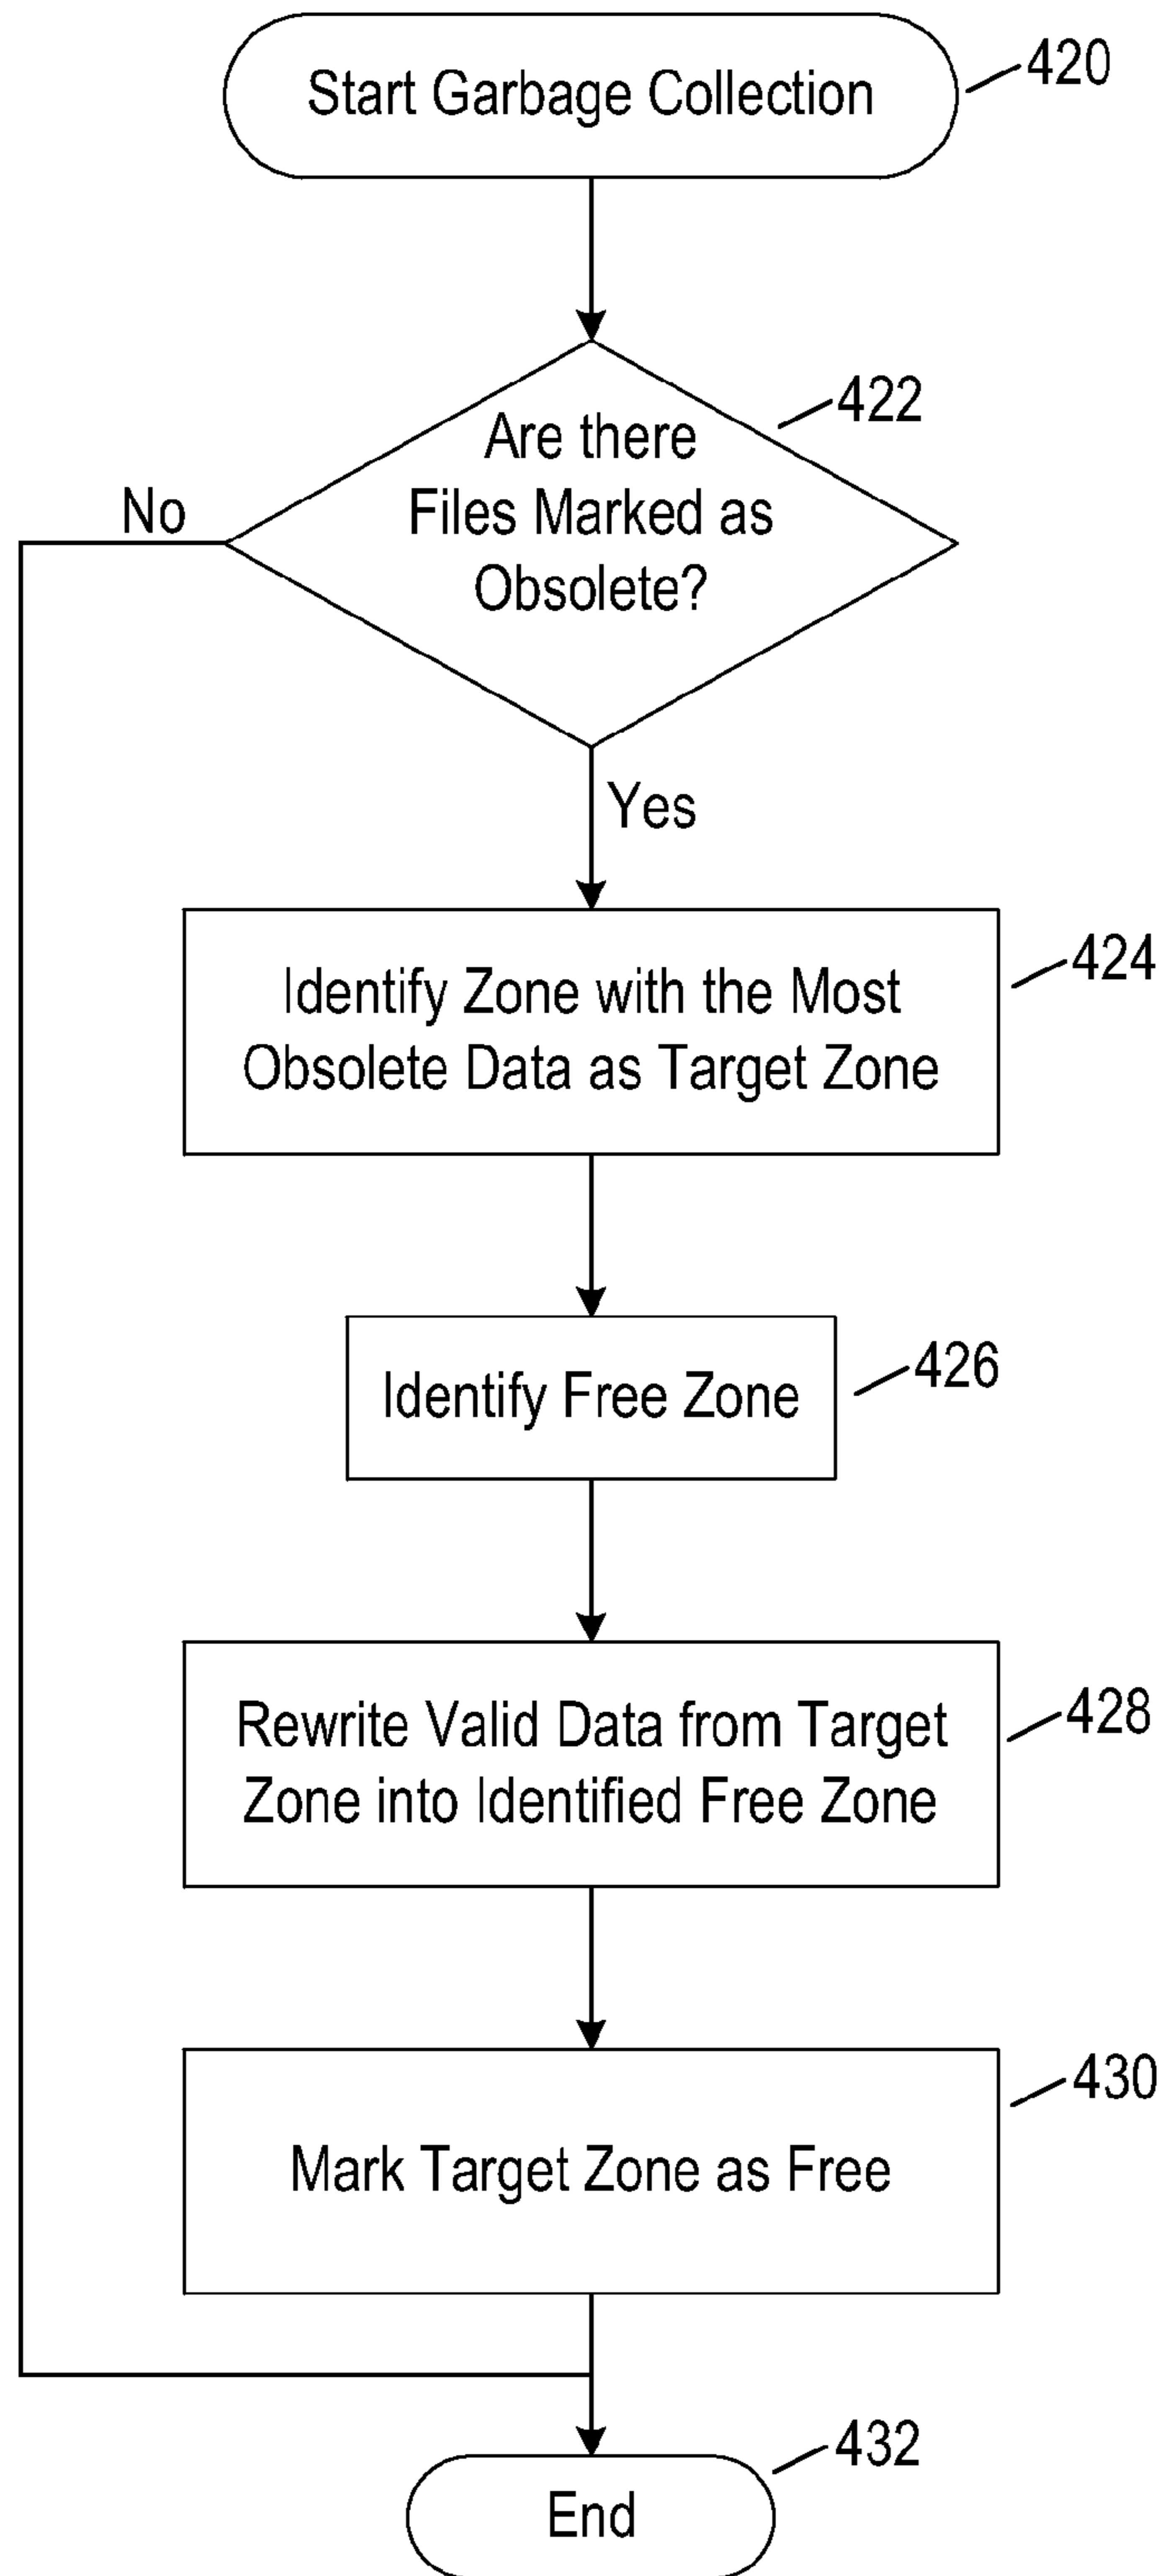 Start Garbage Collection
420
Are there
Files Marked as
Obsolete?
422
No
Yes
Identify Zone with the Most
Obsolete Data as Target Zone
424
Identify Free Zone
426
Rewrite Valid Data from Target
Zone into Identified Free Zone
428
Mark Target Zone as Free
430
End
432